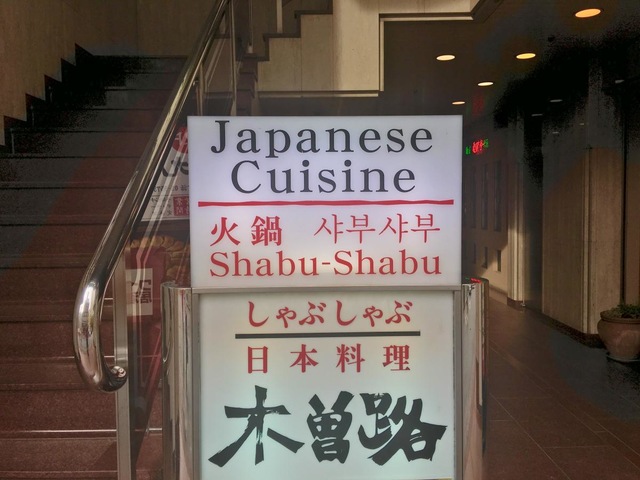 Japanese
Cuisine
火鍋 샤부샤부
Shabu-Shabu
しゃぶしゃぶ
日本料理
木曽路